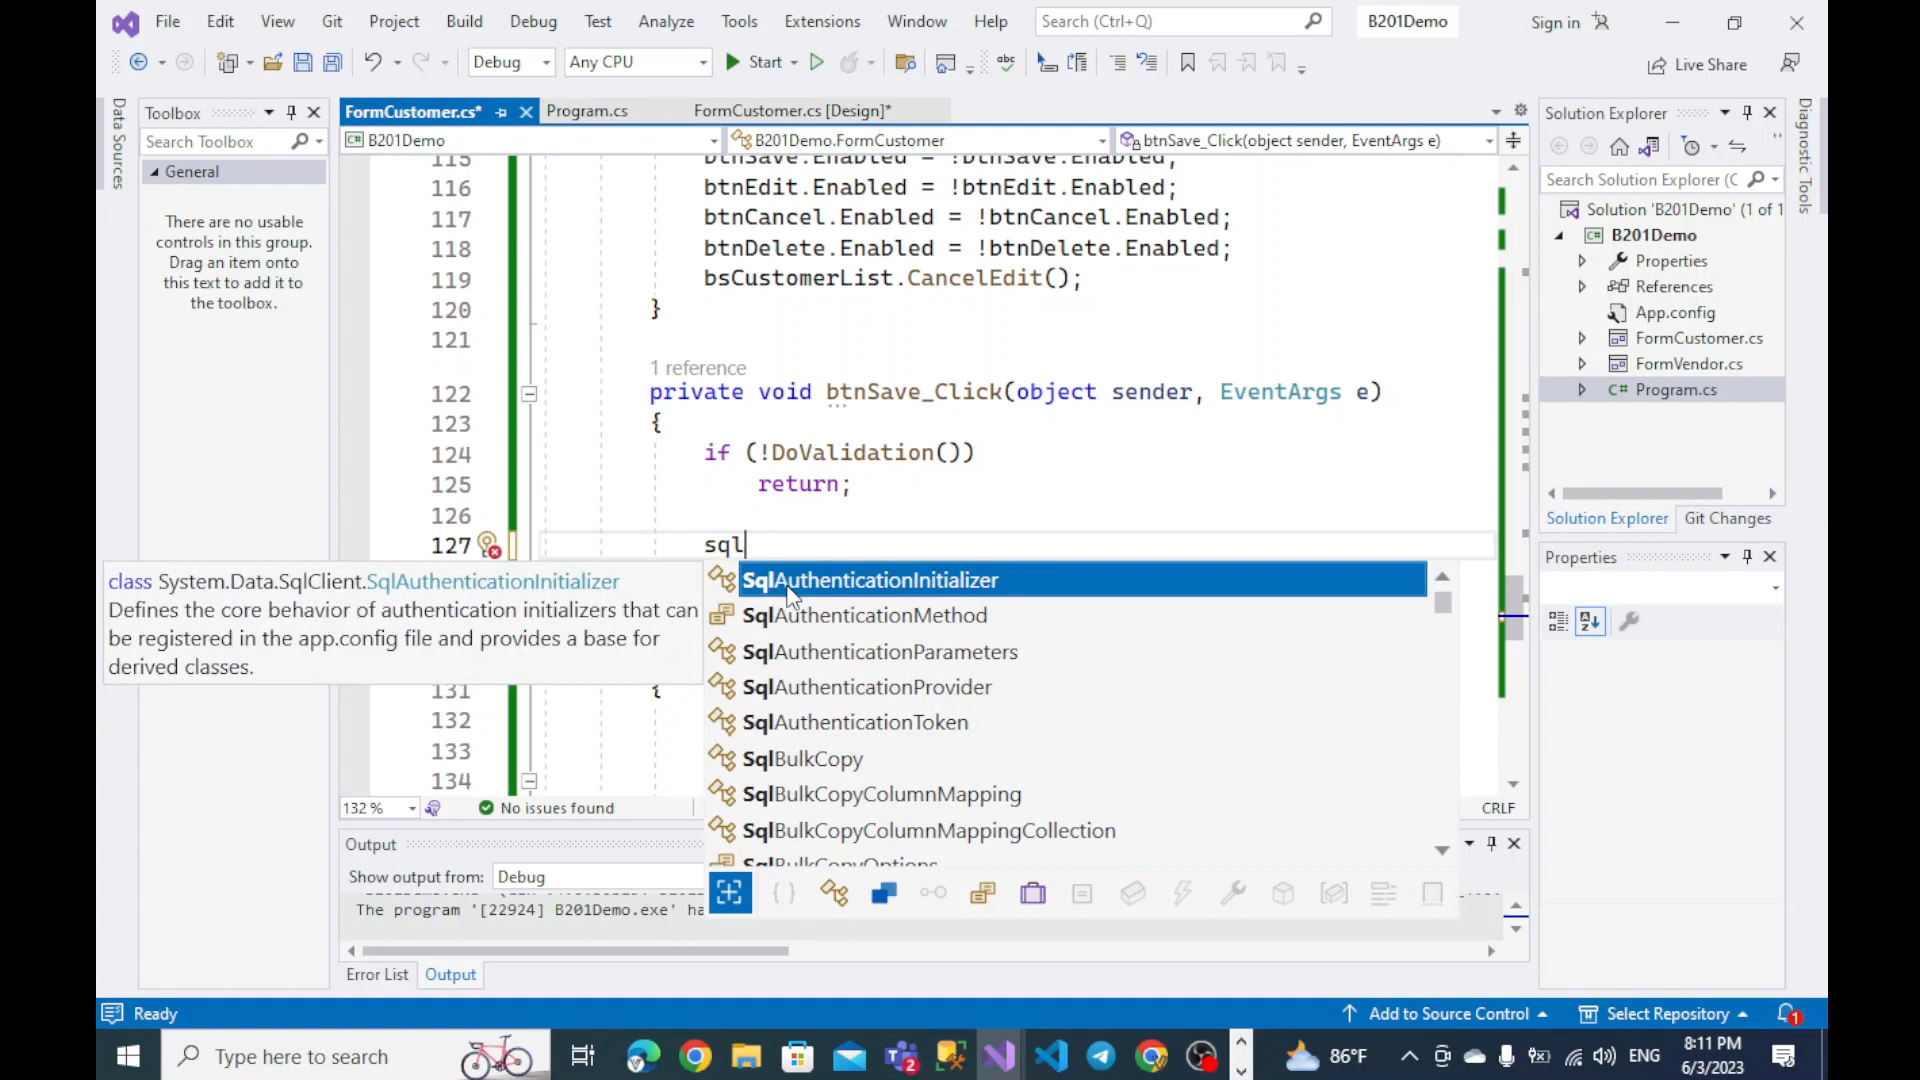 File Edit View Git Project Build Debug Test Analyze Tools Extensions Window Help Search (Ctrl+Q) B201Demo Sign in
Debug Any CPU Start Live Share
Data Sources
Toolbox
Search Toolbox
General
There are no usable
controls in this group.
Drag an item onto
this text to add it to
the toolbox.
FormCustomer.cs* Program.cs FormCustomer.cs [Design]*
B201Demo B201Demo.FormCustomer btnSave_Click(object sender, EventArgs e)
115 btnSave.Enabled = !btnSave.Enabled;
116 btnEdit.Enabled = !btnEdit.Enabled;
117 btnCancel.Enabled = !btnCancel.Enabled;
118 btnDelete.Enabled = !btnDelete.Enabled;
119 bsCustomerList.CancelEdit();
120 }
121
1 reference
122 private void btnSave_Click(object sender, EventArgs e)
123 {
124 if (!DoValidation())
125 return;
126
127 sql
class System.Data.SqlClient.SqlAuthenticationInitializer
Defines the core behavior of authentication initializers that can
be registered in the app.config file and provides a base for
derived classes.
SqlAuthenticationInitializer
SqlAuthenticationMethod
SqlAuthenticationParameters
SqlAuthenticationProvider
SqlAuthenticationToken
SqlBulkCopy
SqlBulkCopyColumnMapping
SqlBulkCopyColumnMappingCollection
SqlBulkCopyOptions
131 {
132
133
134
132 % No issues found CRLF
Output
Show output from: Debug
The program '[22924] B201Demo.exe' ha
Error List Output
Solution Explorer
Search Solution Explorer (C
Solution 'B201Demo' (1 of 1
B201Demo
Properties
References
App.config
FormCustomer.cs
FormVendor.cs
C# Program.cs
Solution Explorer Git Changes
Properties
Diagnostic Tools
Ready Add to Source Control Select Repository 1
Type here to search 2 86°F ENG 8:11 PM
6/3/2023